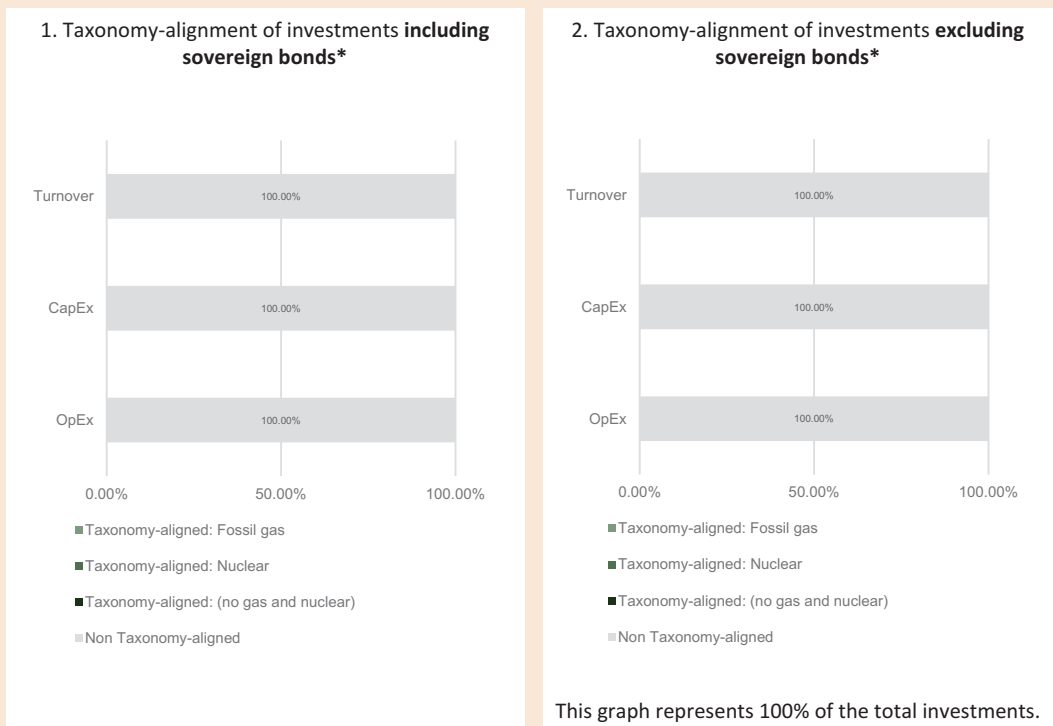 1. Taxonomy-alignment of investments including
sovereign bonds*
Turnover
100.00%
CapEx
100.00%
OpEx
100.00%
0.00%
50.00%
100.00%
Taxonomy-aligned: Fossil gas
Taxonomy-aligned: Nuclear
Taxonomy-aligned: (no gas and nuclear)
Non Taxonomy-aligned
2. Taxonomy-alignment of investments excluding
sovereign bonds*
Turnover
100.00%
CapEx
100.00%
OpEx
100.00%
0.00%
50.00%
100.00%
Taxonomy-aligned: Fossil gas
Taxonomy-aligned: Nuclear
Taxonomy-aligned: (no gas and nuclear)
Non Taxonomy-aligned
This graph represents 100% of the total investments.